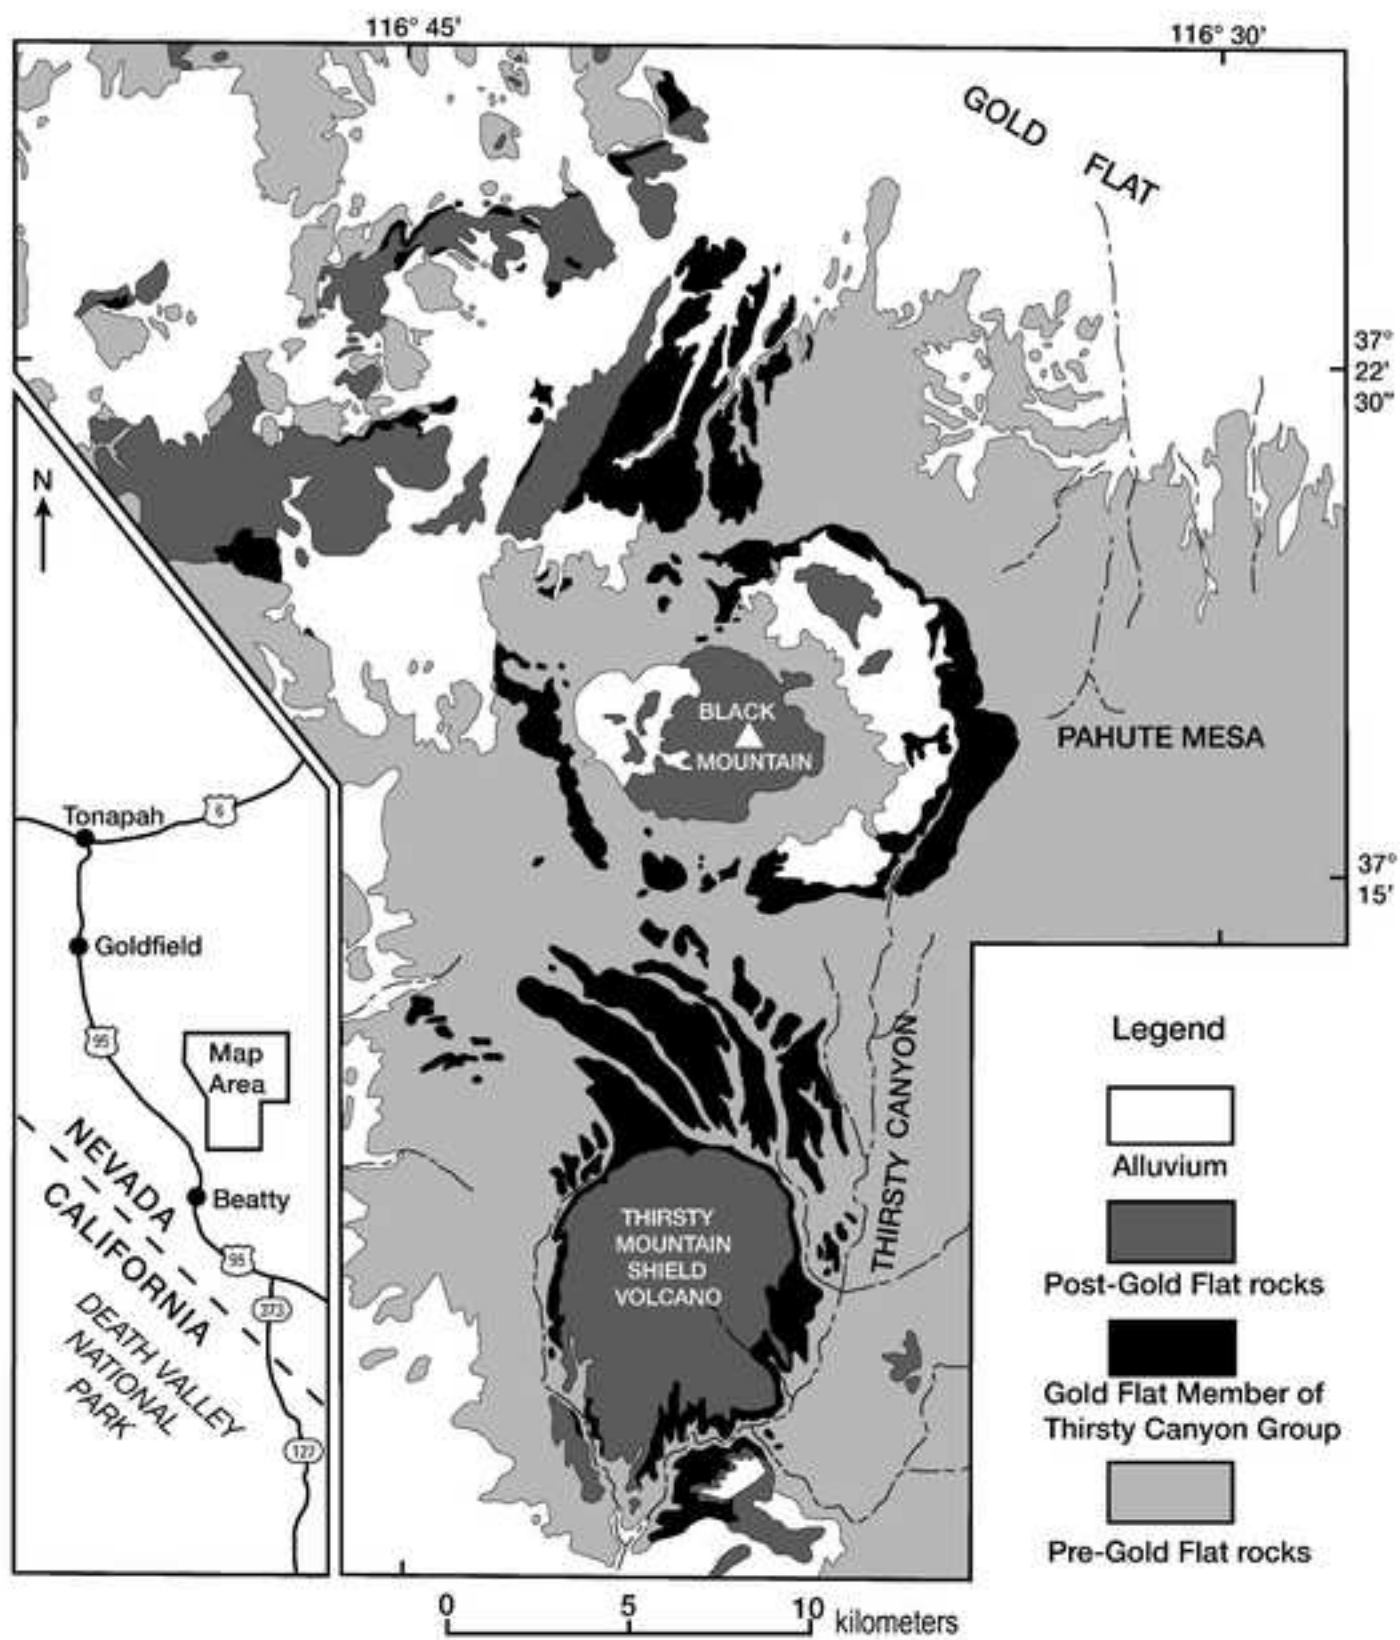 116° 45'
116° 30'
GOLD FLAT
37°
22'
30"
N
BLACK
MOUNTAIN
PAHUTE MESA
Tonapah
6
37°
15'
Goldfield
95
Map
Area
THIRSTY CANYON
NEVADA
CALIFORNIA
Beatty
95
373
DEATH VALLEY
NATIONAL
PARK
127
THIRSTY
MOUNTAIN
SHIELD
VOLCANO
Legend
Alluvium
Post-Gold Flat rocks
Gold Flat Member of
Thirsty Canyon Group
Pre-Gold Flat rocks
0 5 10 kilometers